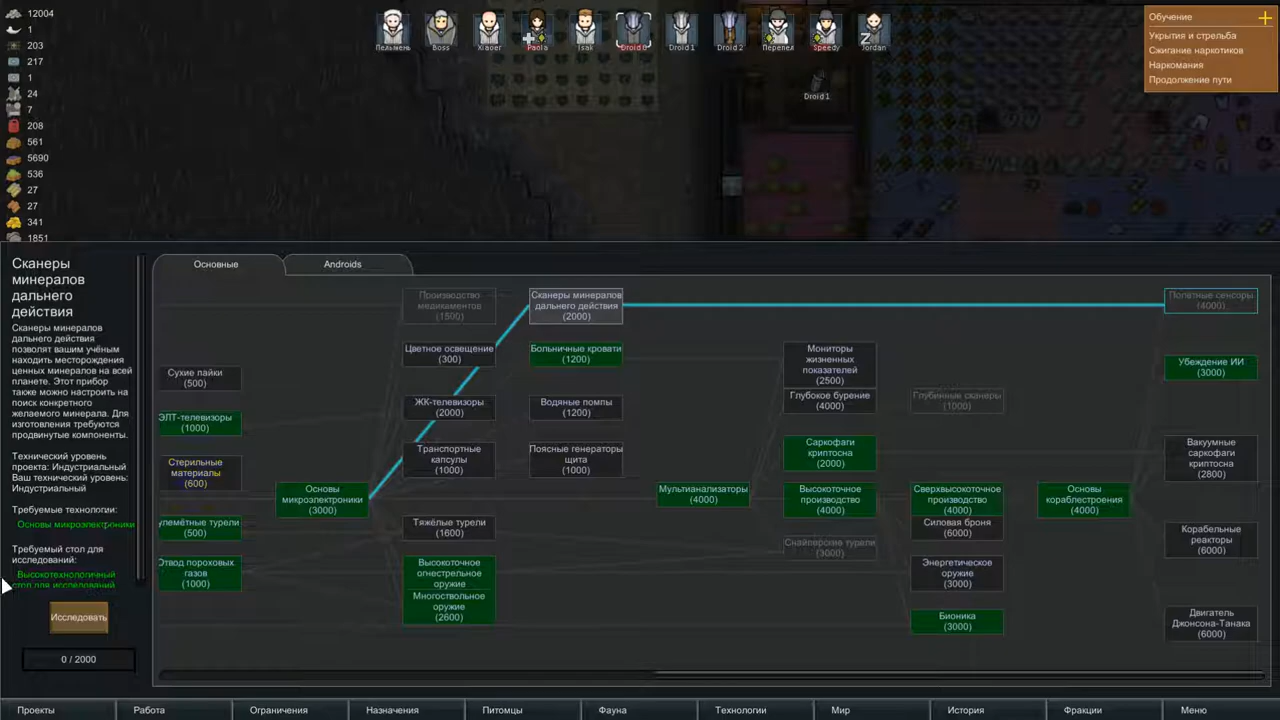 12004
1
203
217
1
24
7
208
561
5690
536
27
27
341
1851
Пельмень
Boss
Xiaoer
Paola
Isak
Droid 0
Droid 1
Droid 2
Перепел
Speedy
Jordan
Droid 1
Обучение
Укрытия и стрельба
Сжигание наркотиков
Наркомания
Продолжение пути
Сканеры
минералов
дальнего
действия
Сканеры минералов
дальнего действия
позволят вашим учёным
находить месторождения
ценных минералов на всей
планете. Этот прибор
также можно настроить на
поиск конкретного
желаемого минерала. Для
изготовления требуются
продвинутые компоненты.
Технический уровень
проекта: Индустриальный
Ваш технический уровень:
Индустриальный
Требуемые технологии:
Основы микроэлектроники
Требуемый стол для
исследований:
Высокотехнологичный
стол для исследований
Исследовать
0 / 2000
Основные
Androids
Сухие пайки
(500)
ЭЛТ-телевизоры
(1000)
Стерильные
материалы
(600)
улемётные турели
(500)
Отвод пороховых
газов
(1000)
Основы
микроэлектроники
(3000)
Производство
медикаментов
(1500)
Цветное освещение
(300)
ЖК-телевизоры
(2000)
Транспортные
капсулы
(1000)
Тяжёлые турели
(1600)
Высокоточное
огнестрельное
оружие
Многоствольное
оружие
(2600)
Сканеры минералов
дальнего действия
(2000)
Больничные кровати
(1200)
Водяные помпы
(1200)
Поясные генераторы
щита
(1000)
Мультианализаторы
(4000)
Мониторы
жизненных
показателей
(2500)
Глубокое бурение
(4000)
Саркофаги
криптосна
(2000)
Высокоточное
производство
(4000)
Снайперские турели
(3000)
Глубинные сканеры
(1000)
Сверхвысокоточное
производство
(4000)
Силовая броня
(6000)
Энергетическое
оружие
(3000)
Бионика
(3000)
Основы
кораблестроения
(4000)
Полётные сенсоры
(4000)
Убеждение ИИ
(3000)
Вакуумные
саркофаги
криптосна
(2800)
Корабельные
реакторы
(6000)
Двигатель
Джонсона-Танака
(6000)
Проекты
Работа
Ограничения
Назначения
Питомцы
Фауна
Технологии
Мир
История
Фракции
Меню